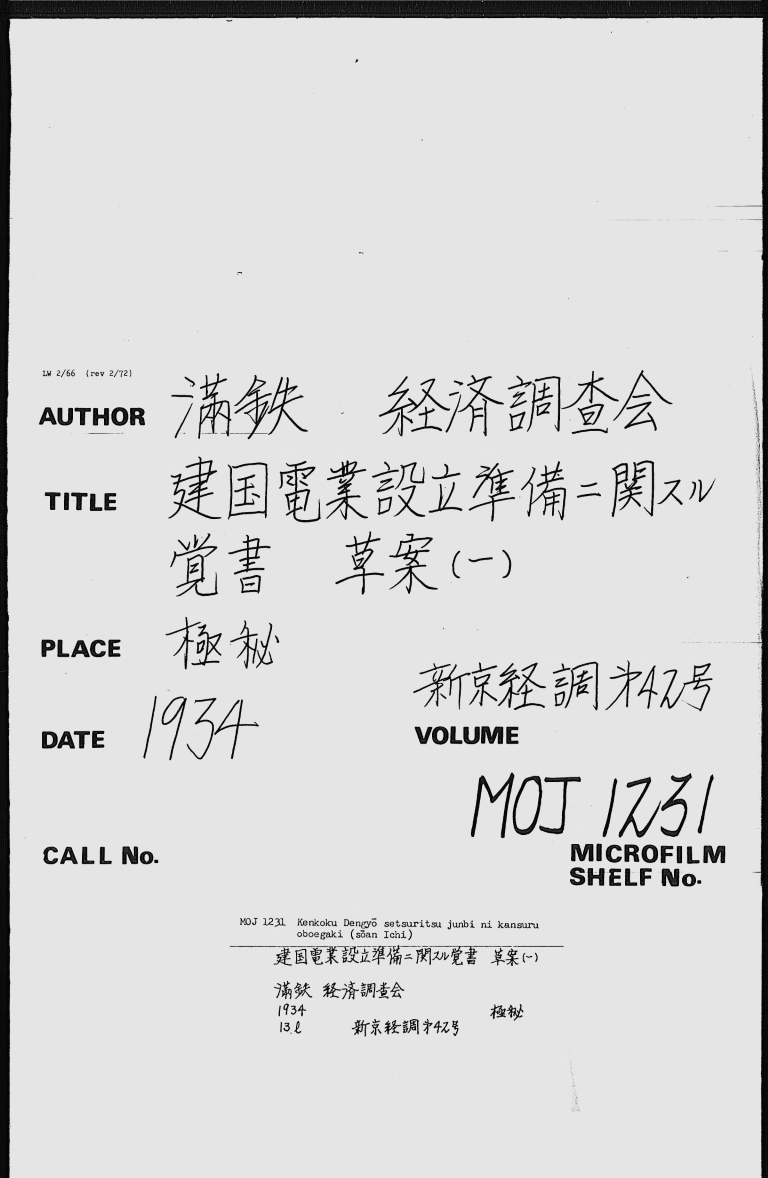 LW 2/66 (rev 2/72)
AUTHOR 満鉄 経済調査会
TITLE 建国電業設立準備ニ関スル
覚書 草案(一)
PLACE 極秘
新京経調第42号
DATE 1934
VOLUME
MOJ 1231
CALL No.
MICROFILM
SHELF No.
MOJ 1231 Kenkoku Dengyō setsuritsu junbi ni kansuru
oboegaki (sōan Ichi)
建国電業設立準備ニ関スル覚書 草案(一)
満鉄 経済調査会
1934 極秘
13 ℓ 新京経調第42号